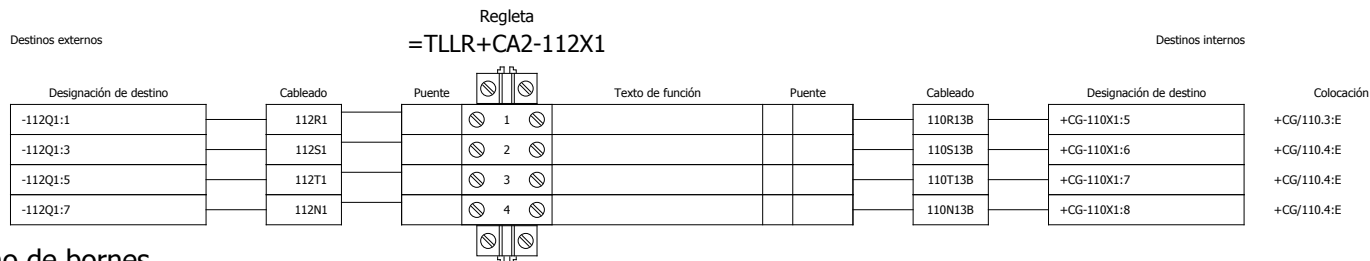 Regleta
Destinos externos =TLLR+CA2-112X1 Destinos internos
Designación de destino Cableado Puente Texto de función Puente Cableado Designación de destino Colocación
-112Q1:1 112R1 1 110R13B +CG-110X1:5 +CG/110.3:E
-112Q1:3 112S1 2 110S13B +CG-110X1:6 +CG/110.4:E
-112Q1:5 112T1 3 110T13B +CG-110X1:7 +CG/110.4:E
-112Q1:7 112N1 4 110N13B +CG-110X1:8 +CG/110.4:E
de bornes